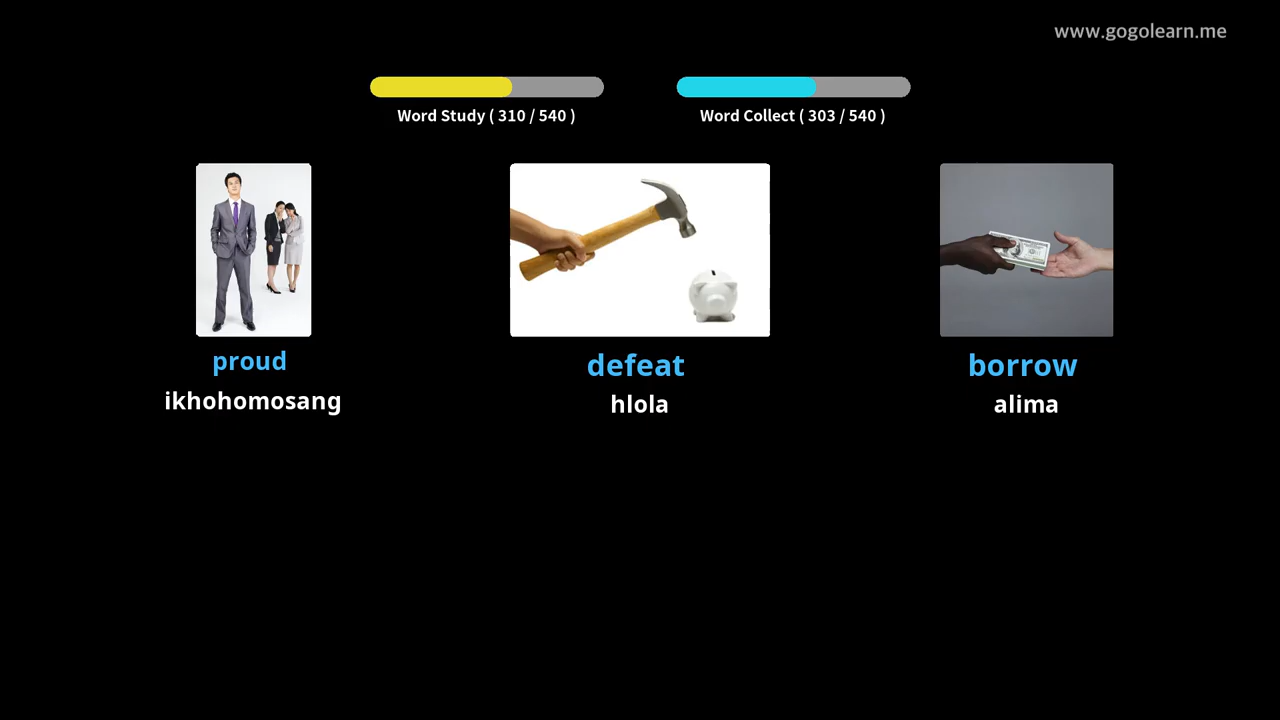 www.gogolearn.me
Word Study ( 310 / 540 )
Word Collect ( 303 / 540 )
proud
ikhohomosang
defeat
hlola
borrow
alima